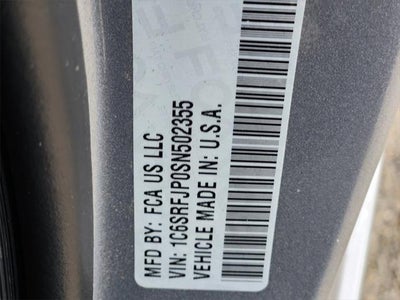 MFD BY: FCA US LLC
VIN: 1C6SRFJP0SN502355
VEHICLE MADE IN: U.S.A.